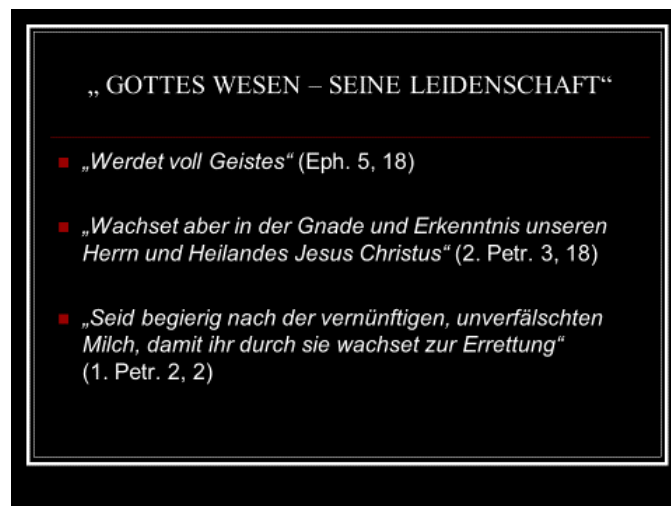 „ GOTTES WESEN – SEINE LEIDENSCHAFT“
„Werdet voll Geistes“ (Eph. 5, 18)
„Wachset aber in der Gnade und Erkenntnis unseren
Herrn und Heilandes Jesus Christus“ (2. Petr. 3, 18)
„Seid begierig nach der vernünftigen, unverfälschten
Milch, damit ihr durch sie wachset zur Errettung“
(1. Petr. 2, 2)